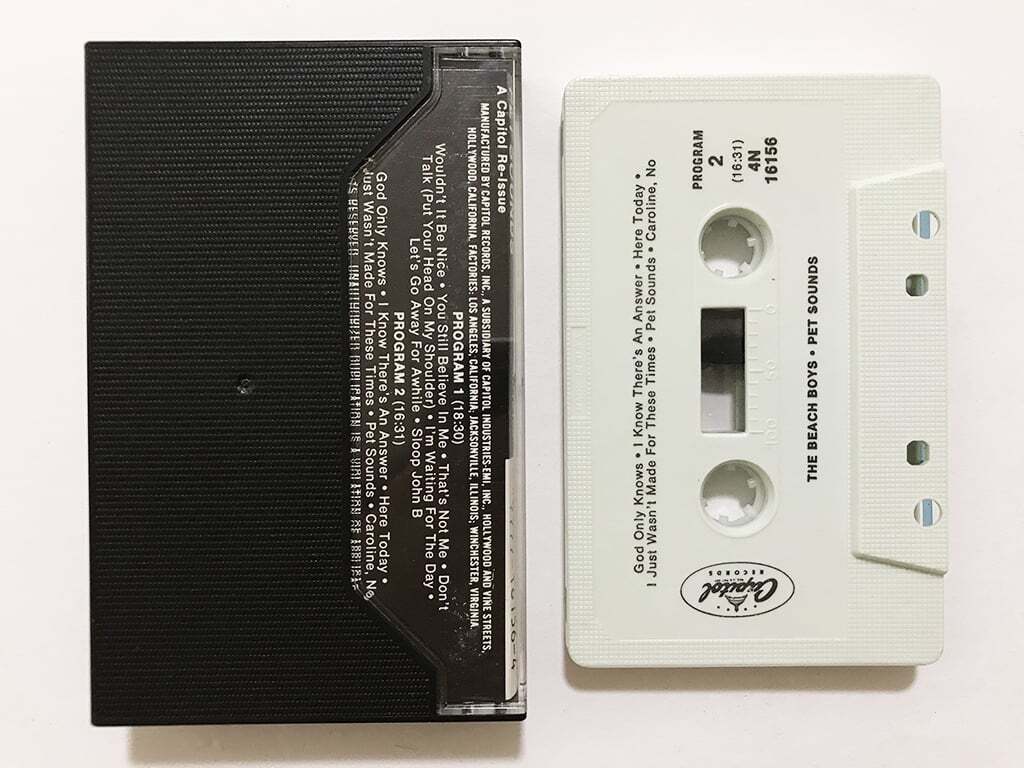 A Capitol Re-Issue
MANUFACTURED BY CAPITOL RECORDS, INC., A SUBSIDIARY OF CAPITOL INDUSTRIES-EMI, INC., HOLLYWOOD AND VINE STREETS,
HOLLYWOOD, CALIFORNIA. FACTORIES: LOS ANGELES, CALIFORNIA; JACKSONVILLE, ILLINOIS; WINCHESTER, VIRGINIA.
PROGRAM 1 (18:30)
Wouldn't It Be Nice • You Still Believe In Me • That's Not Me • Don't
Talk (Put Your Head On My Shoulder) • I'm Waiting For The Day •
Let's Go Away For Awhile • Sloop John B
PROGRAM 2 (16:31)
God Only Knows • I Know There's An Answer • Here Today •
I Just Wasn't Made For These Times • Pet Sounds • Caroline, No
God Only Knows • I Know There's An Answer • Here Today •
I Just Wasn't Made For These Times • Pet Sounds • Caroline, No
PROGRAM
2
(16:31)
4N
16156
0 50 100
THE BEACH BOYS • PET SOUNDS
Capitol
RECORDS